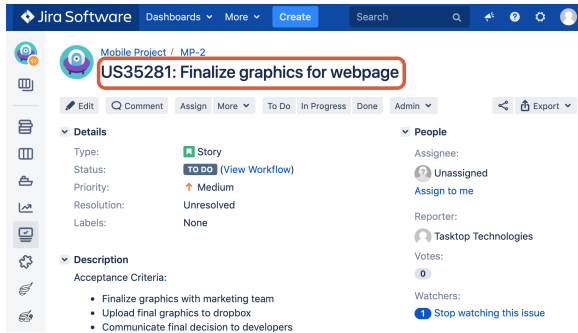 Jira Software Dashboards More Create Search
Mobile Project / MP-2
US35281: Finalize graphics for webpage
Edit Comment Assign More To Do In Progress Done Admin Export
Details
Type: Story
Status: TO DO (View Workflow)
Priority: Medium
Resolution: Unresolved
Labels: None
Description
Acceptance Criteria:
• Finalize graphics with marketing team
• Upload final graphics to dropbox
• Communicate final decision to developers
People
Assignee:
Unassigned
Assign to me
Reporter:
Tasktop Technologies
Votes:
0
Watchers:
1 Stop watching this issue